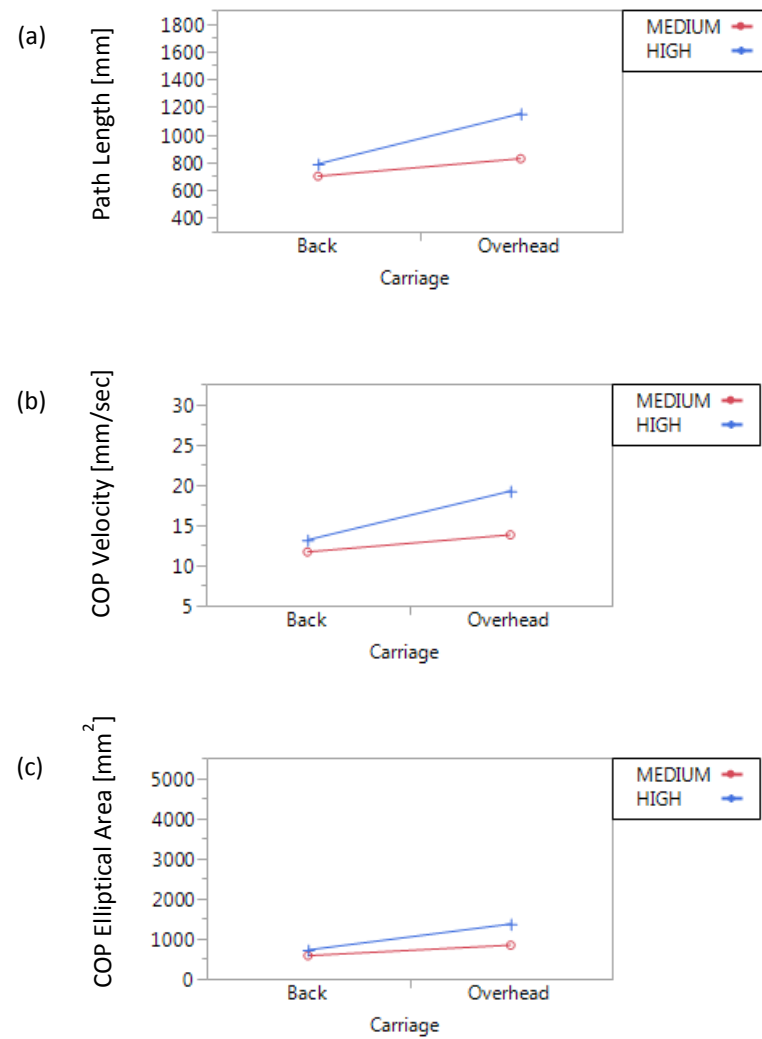 (a)
Path Length [mm]
1800
1600
1400
1200
1000
800
600
400
Back
Overhead
Carriage
MEDIUM
HIGH
(b)
COP Velocity [mm/sec]
30
25
20
15
10
5
Back
Overhead
Carriage
MEDIUM
HIGH
(c)
COP Elliptical Area [mm²]
5000
4000
3000
2000
1000
0
Back
Overhead
Carriage
MEDIUM
HIGH